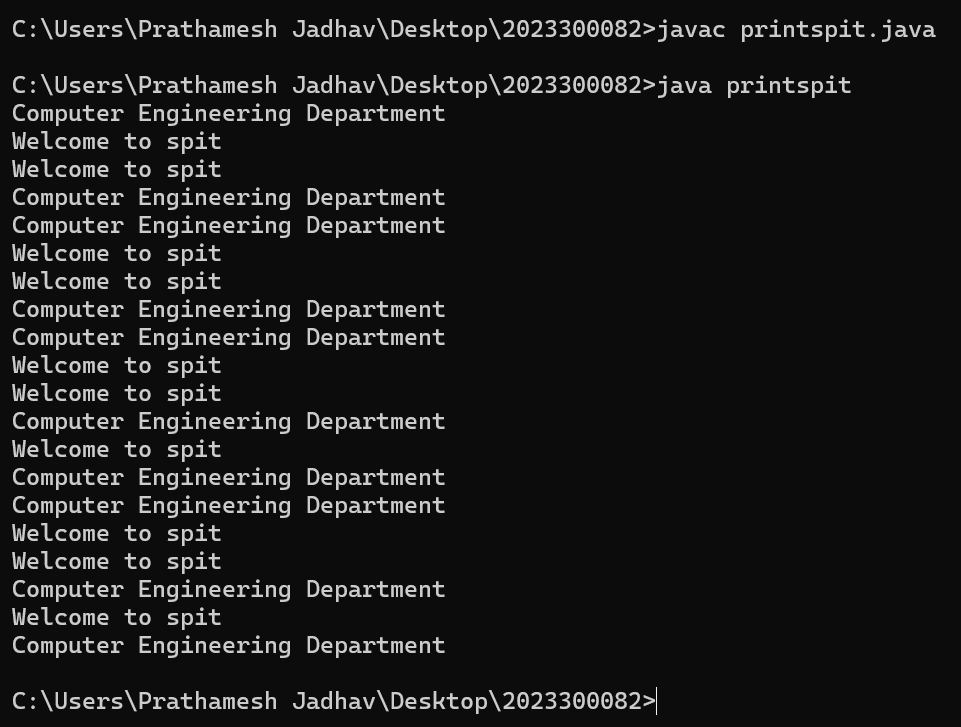 C:\Users\Prathamesh Jadhav\Desktop\2023300082>javac printspit.java
C:\Users\Prathamesh Jadhav\Desktop\2023300082>java printspit
Computer Engineering Department
Welcome to spit
Welcome to spit
Computer Engineering Department
Computer Engineering Department
Welcome to spit
Welcome to spit
Computer Engineering Department
Computer Engineering Department
Welcome to spit
Welcome to spit
Computer Engineering Department
Welcome to spit
Computer Engineering Department
Computer Engineering Department
Welcome to spit
Welcome to spit
Computer Engineering Department
Welcome to spit
Computer Engineering Department
C:\Users\Prathamesh Jadhav\Desktop\2023300082>